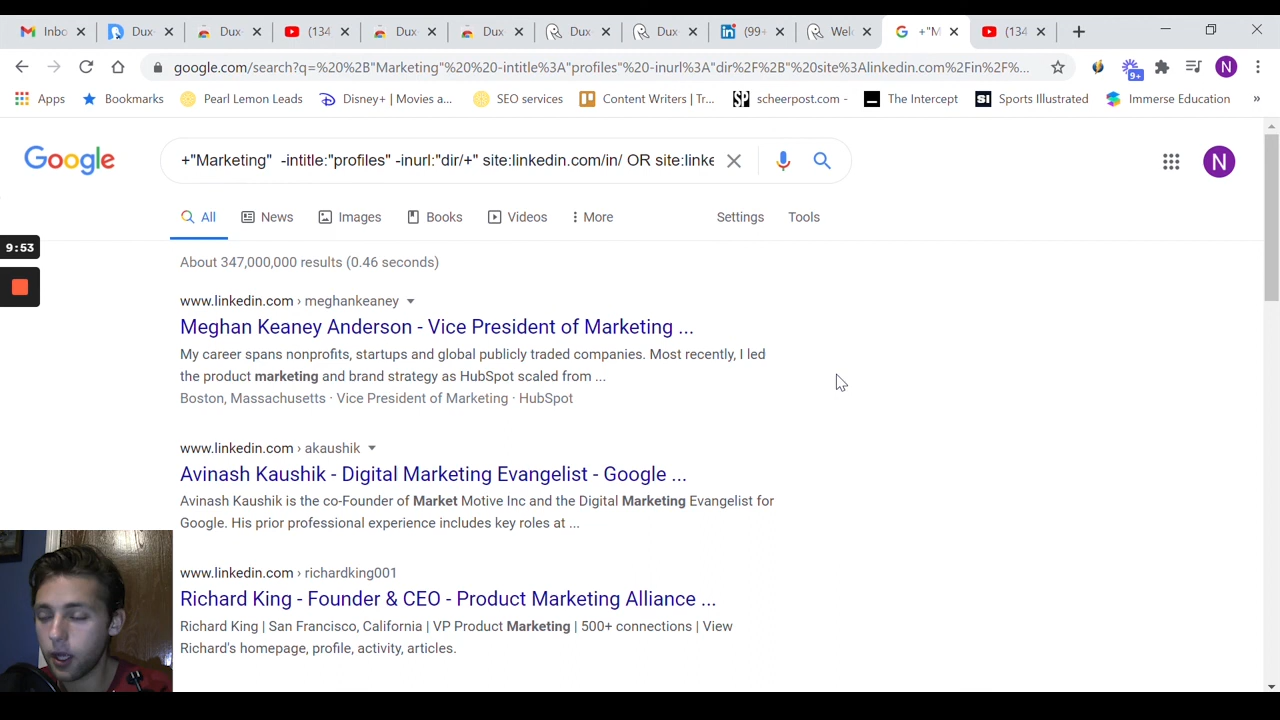 Inbo
Dux-
Dux-
(134
Dux
Dux
Dux
Dux
(99+
Welc
+"M
(134
google.com/search?q=%20%2B"Marketing"%20%20-intitle%3A"profiles"%20-inurl%3A"dir%2F%2B"%20site%3Alinkedin.com%2Fin%2F%...
9+
N
Apps
Bookmarks
Pearl Lemon Leads
Disney+ | Movies a...
SEO services
Content Writers | Tr...
scheerpost.com -
The Intercept
Sports Illustrated
Immerse Education
»
Google
+"Marketing"  -intitle:"profiles" -inurl:"dir/+" site:linkedin.com/in/ OR site:linke
N
All
News
Images
Books
Videos
More
Settings
Tools
9:53
About 347,000,000 results (0.46 seconds)
www.linkedin.com › meghankeaney
Meghan Keaney Anderson - Vice President of Marketing ...
My career spans nonprofits, startups and global publicly traded companies. Most recently, I led
the product marketing and brand strategy as HubSpot scaled from ...
Boston, Massachusetts · Vice President of Marketing · HubSpot
www.linkedin.com › akaushik
Avinash Kaushik - Digital Marketing Evangelist - Google ...
Avinash Kaushik is the co-Founder of Market Motive Inc and the Digital Marketing Evangelist for
Google. His prior professional experience includes key roles at ...
www.linkedin.com › richardking001
Richard King - Founder & CEO - Product Marketing Alliance ...
Richard King | San Francisco, California | VP Product Marketing | 500+ connections | View
Richard's homepage, profile, activity, articles.